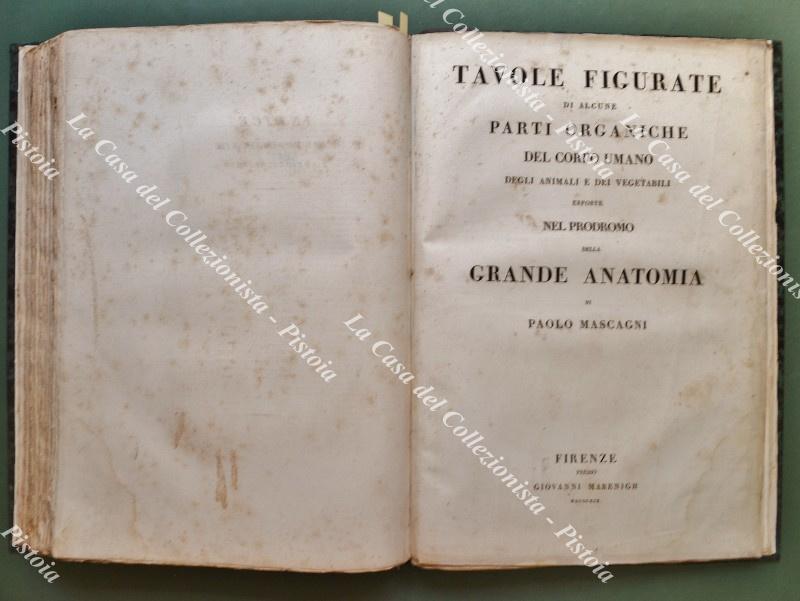 TAVOLE FIGURATE
DI ALCUNE
PARTI ORGANICHE
DEL CORPO UMANO
DEGLI ANIMALI E DEI VEGETABILI
ESPOSTE
NEL PRODROMO
DELLA
GRANDE ANATOMIA
DI
PAOLO MASCAGNI
FIRENZE
PRESSO
GIOVANNI MARENIGH
La Casa del Collezionista - Pistoia
La Casa del Collezionista - Pistoia
La Casa del Collezionista
La Casa del Collezionista
Pistoia
Pistoia